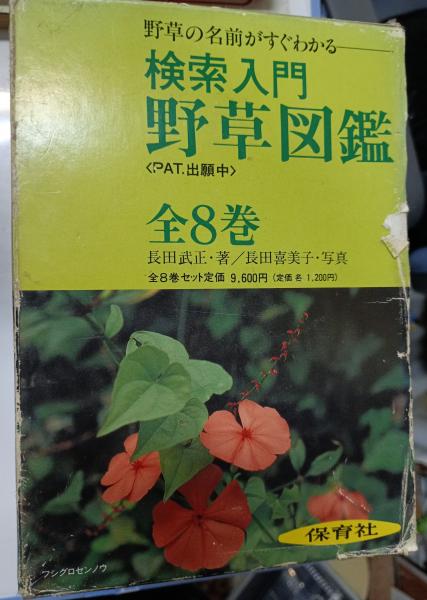 野草の名前がすぐわかる——
検索入門
野草図鑑
〈PAT.出願中〉
全8巻
長田武正・著／長田喜美子・写真
全8巻セット定価 9,600円（定価 各 1,200円）
保育社
フシグロセンノウ